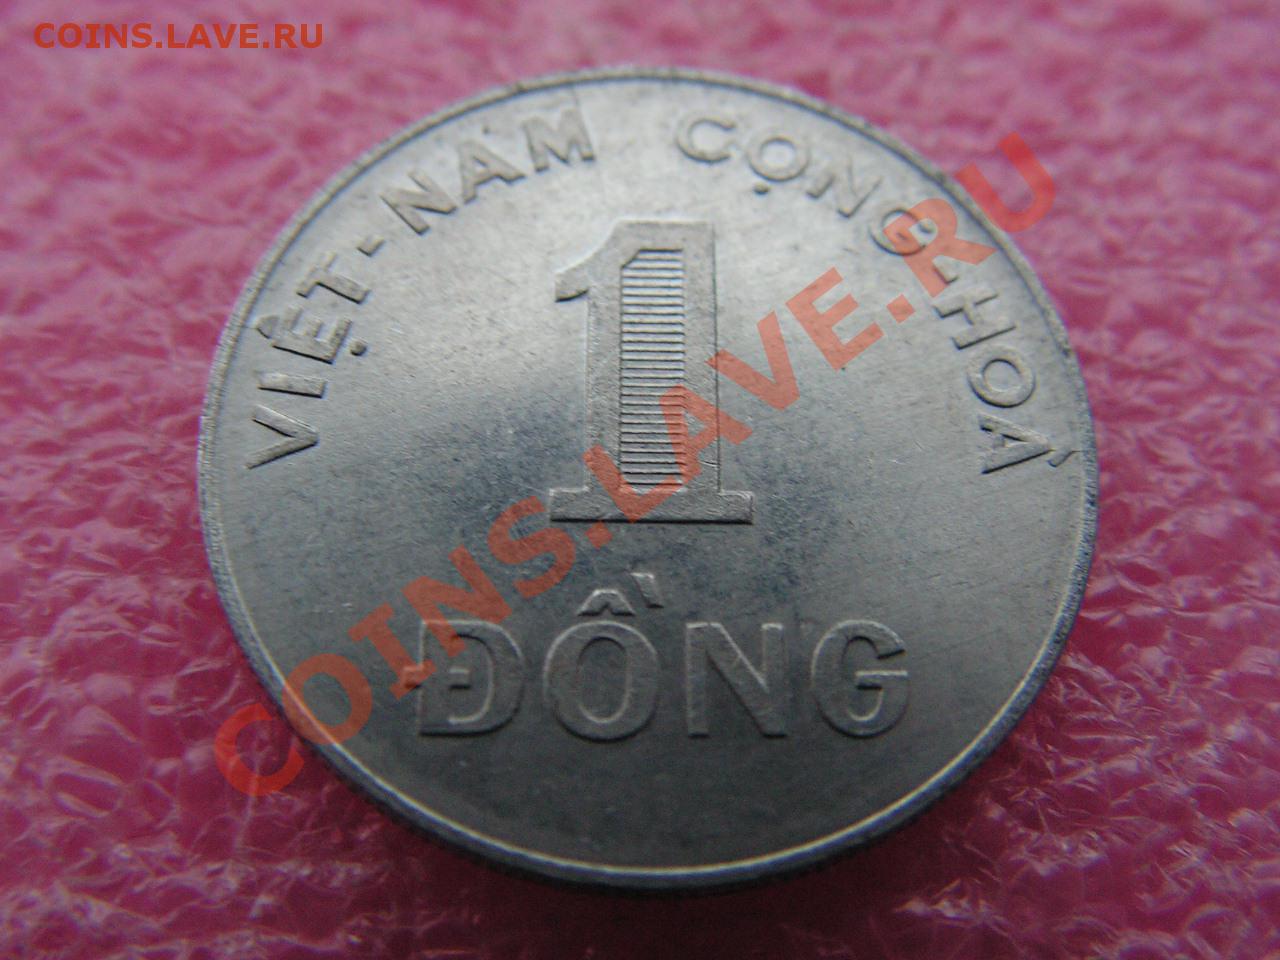 COINS.LAVE.RU
VIỆT-NAM CỘNG-HOÀ
1
ĐỒNG
COINS.LAVE.RU